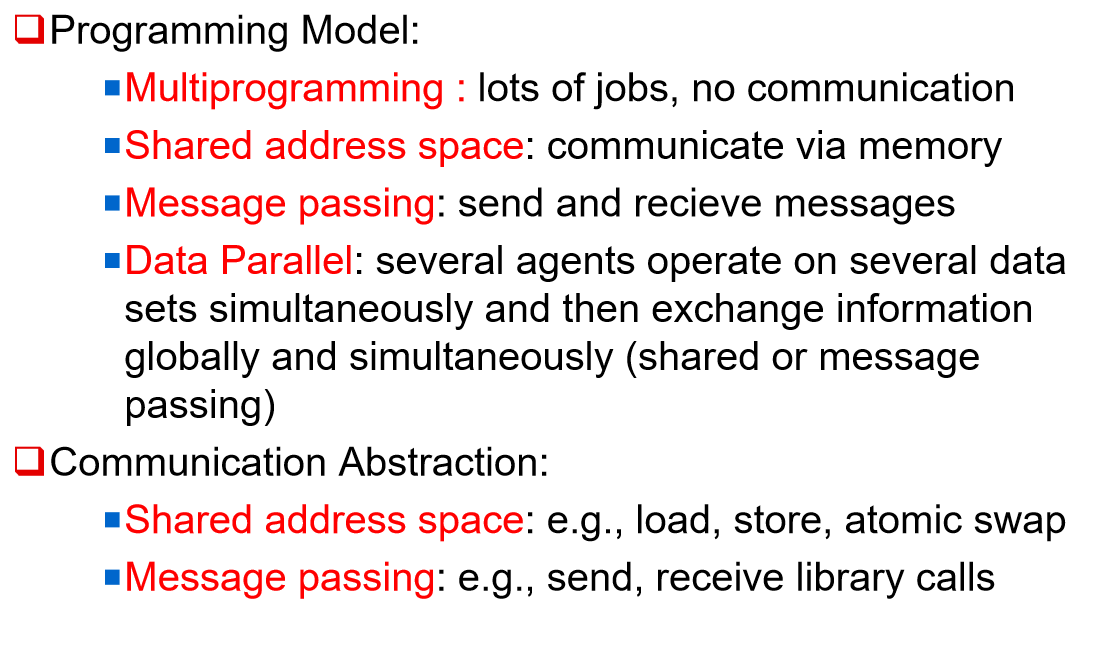 Programming Model:
Multiprogramming : lots of jobs, no communication
Shared address space: communicate via memory
Message passing: send and recieve messages
Data Parallel: several agents operate on several data
sets simultaneously and then exchange information
globally and simultaneously (shared or message
passing)
Communication Abstraction:
Shared address space: e.g., load, store, atomic swap
Message passing: e.g., send, receive library calls